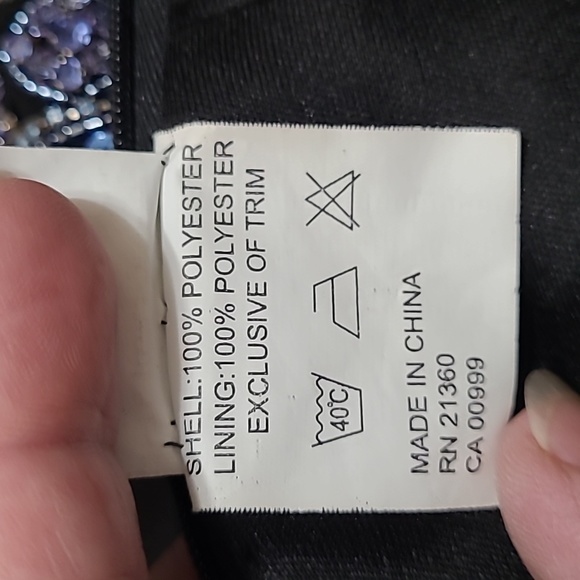 SHELL:100% POLYESTER
LINING:100% POLYESTER
EXCLUSIVE OF TRIM
40℃
MADE IN CHINA
RN 21360
CA 00999